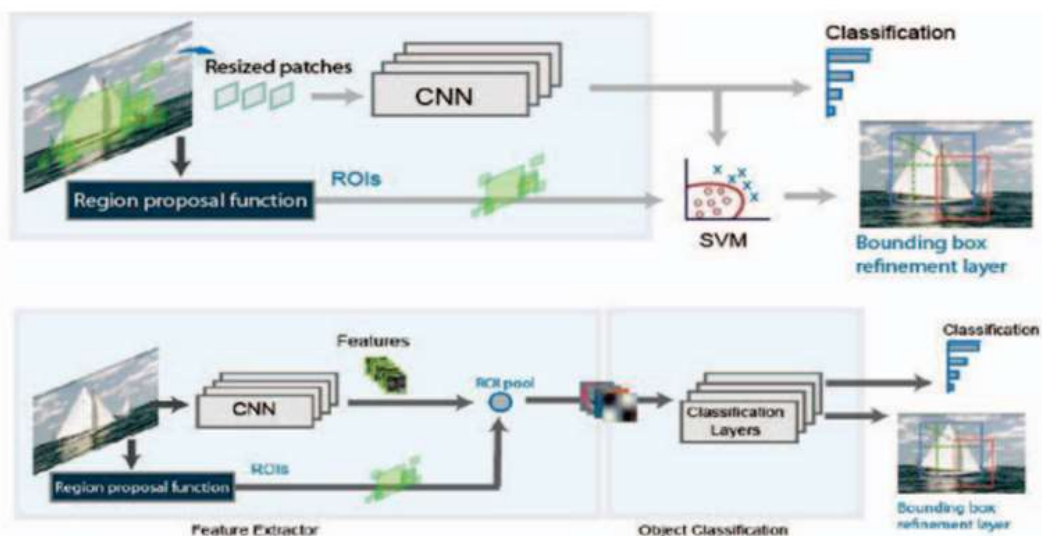 Classification
Resized patches
CNN
ROIs
Region proposal function
SVM
Bounding box
refinement layer
Features
Classification
ROI pool
CNN
Classification
Layers
ROIs
Region proposal function
Bounding box
refinement layer
Feature Extractor
Object Classification